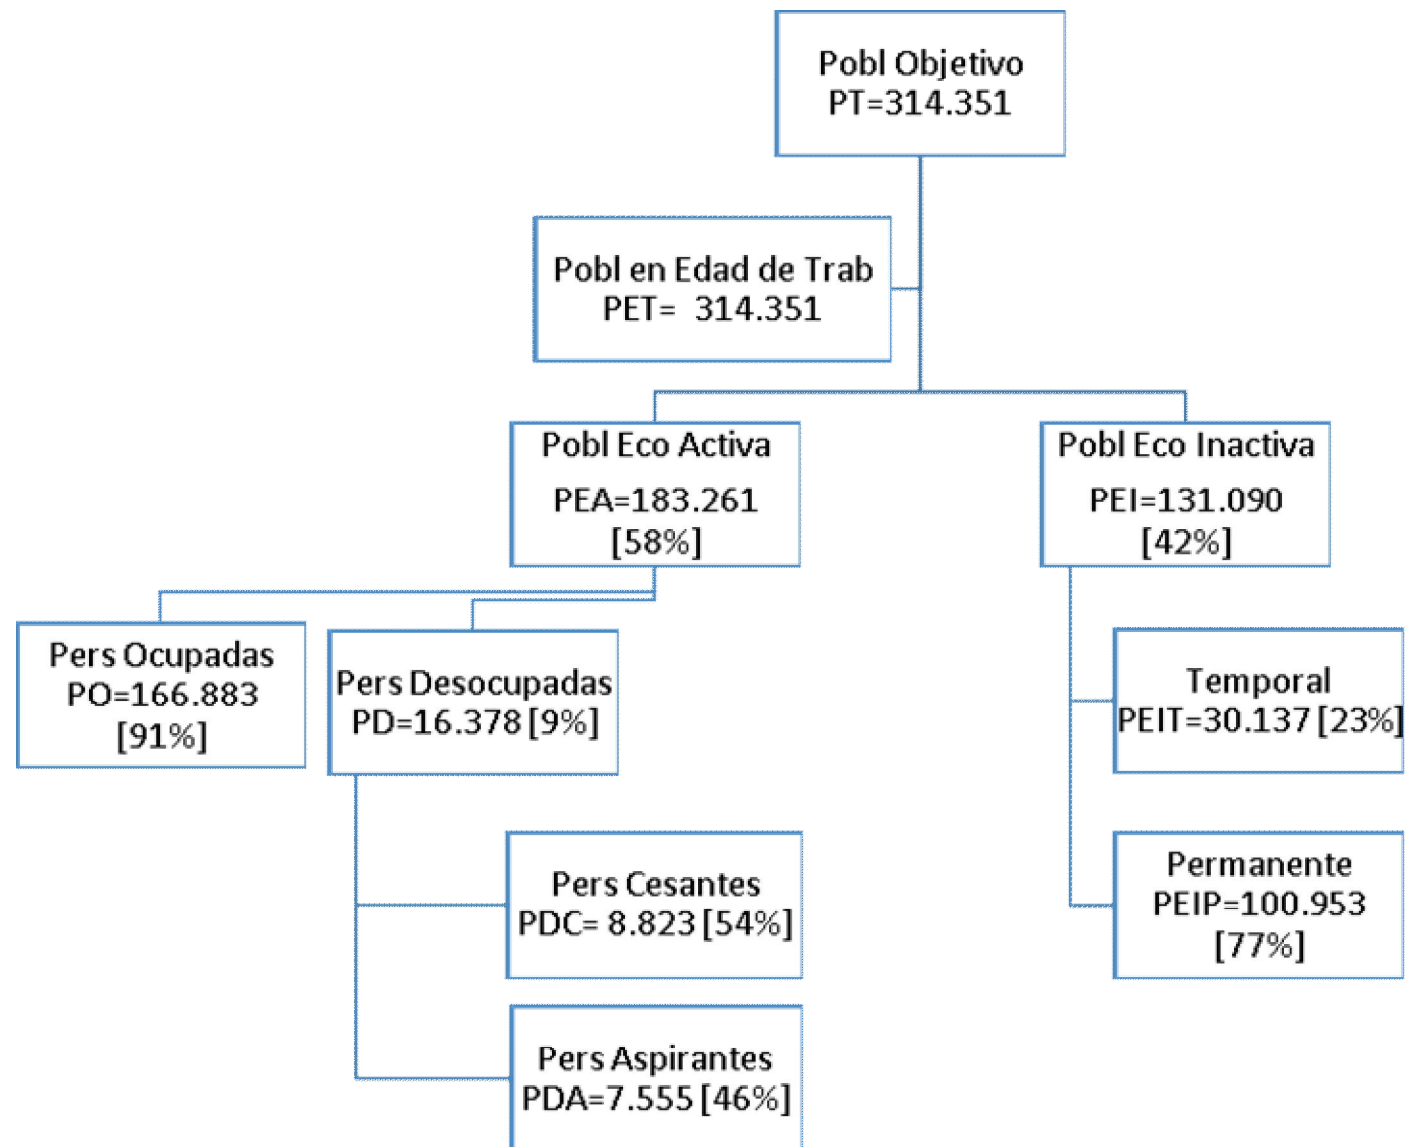 Pobl Objetivo
PT=314.351
Pobl en Edad de Trab
PET= 314.351
Pobl Eco Activa
PEA=183.261
[58%]
Pobl Eco Inactiva
PEI=131.090
[42%]
Pers Ocupadas
PO=166.883
[91%]
Pers Desocupadas
PD=16.378 [9%]
Temporal
PEIT=30.137 [23%]
Pers Cesantes
PDC= 8.823 [54%]
Permanente
PEIP=100.953
[77%]
Pers Aspirantes
PDA=7.555 [46%]